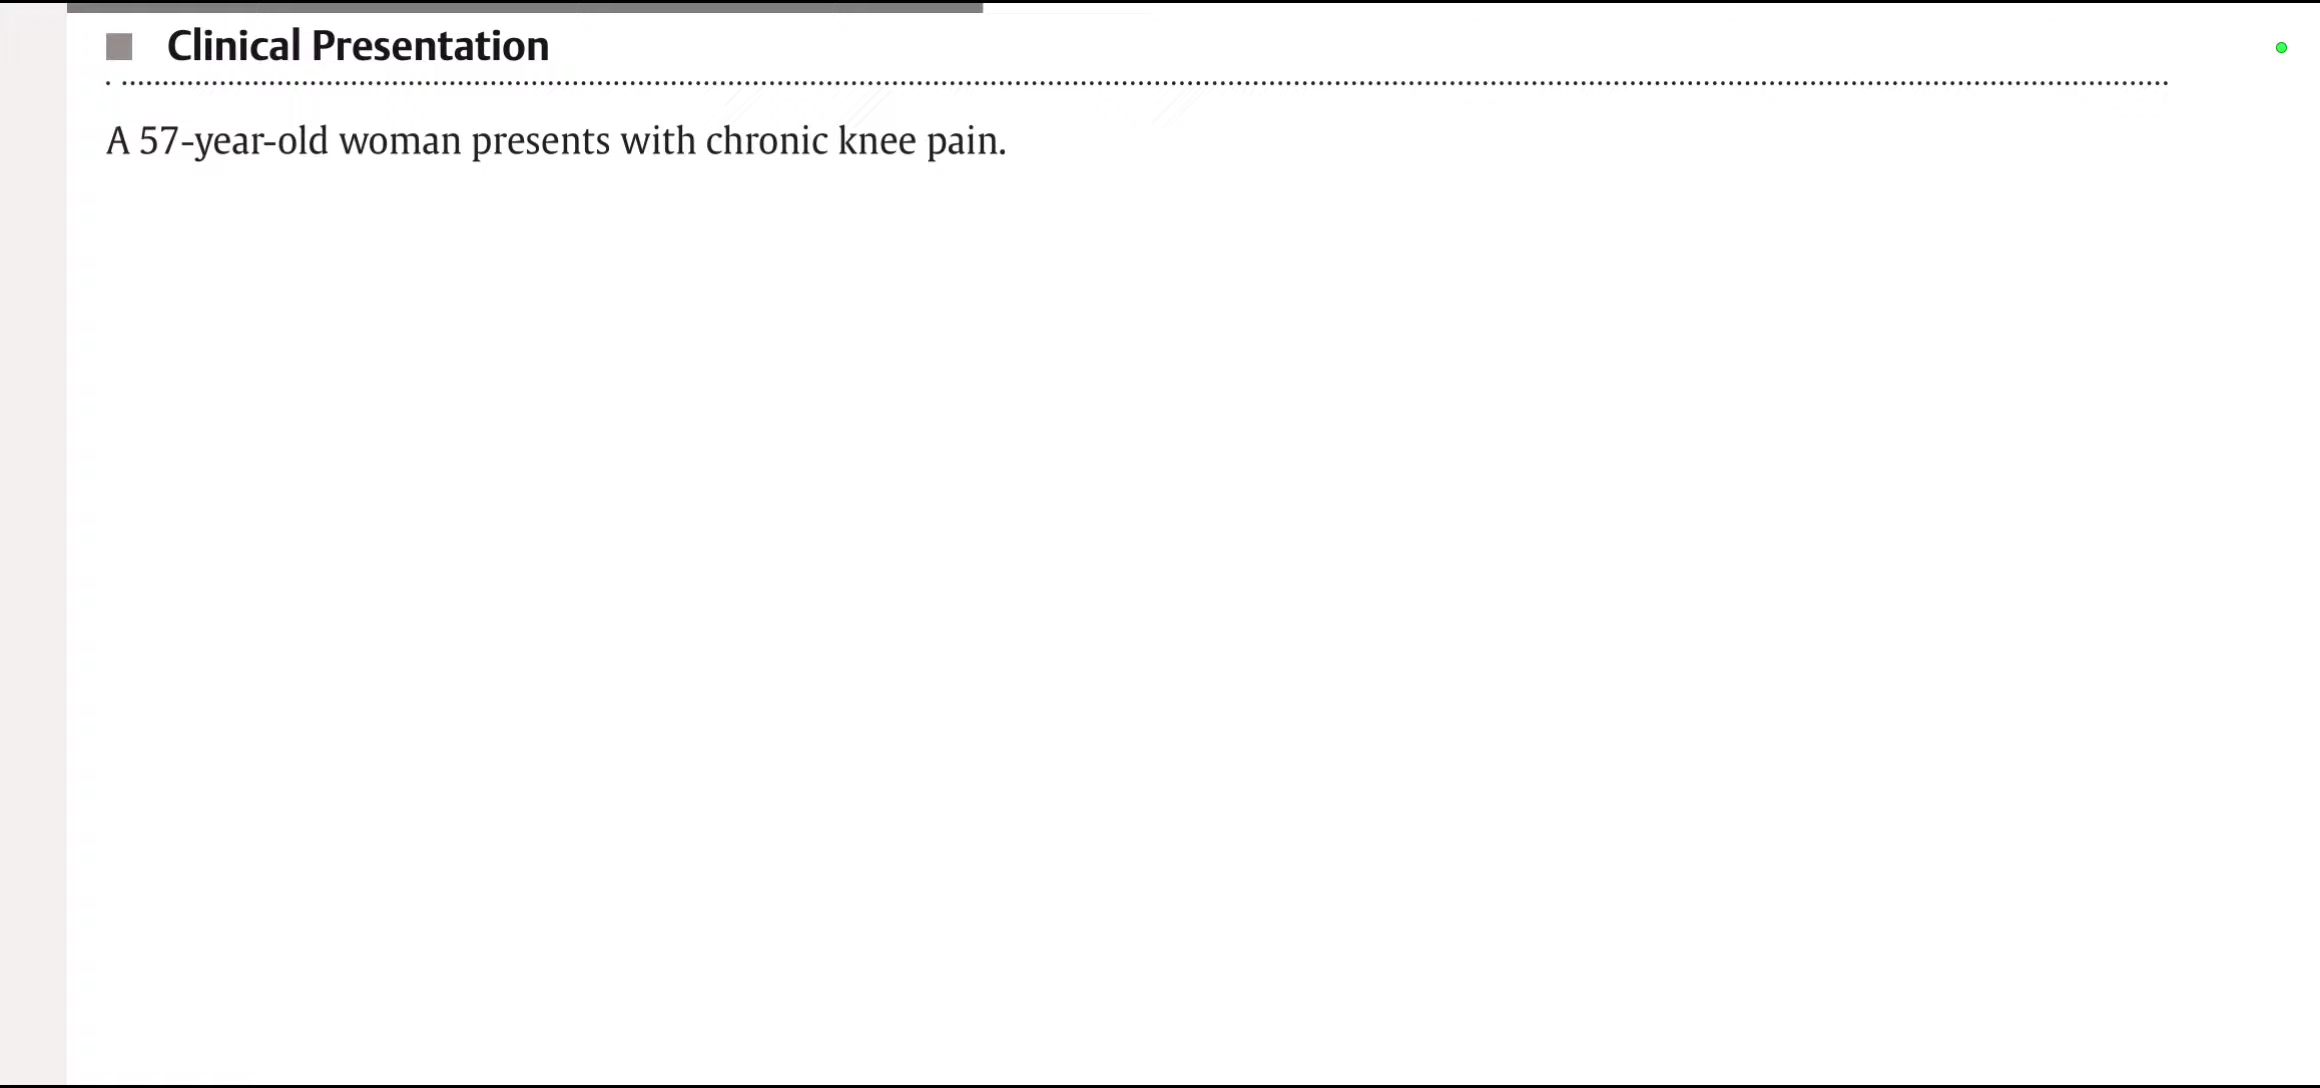 Clinical Presentation
A 57-year-old woman presents with chronic knee pain.